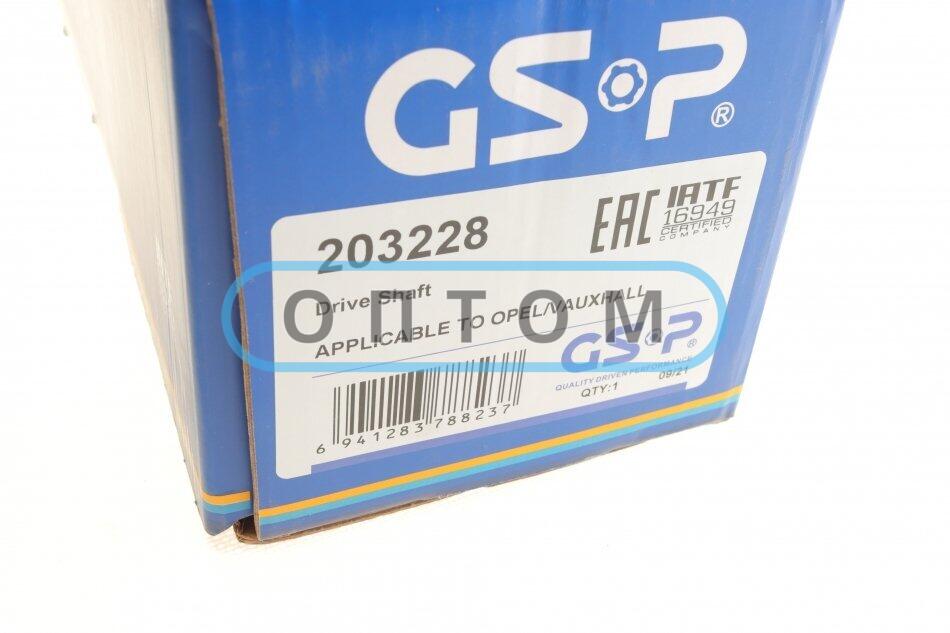 GSP®
203228
EAC
IATF
16949
CERTIFIED
COMPANY
Drive Shaft
ОПТОМ
APPLICABLE TO OPEL/VAUXHALL
GSP®
QUALITY DRIVEN PERFORMANCE
QTY:1 09/21
6 941283 788237